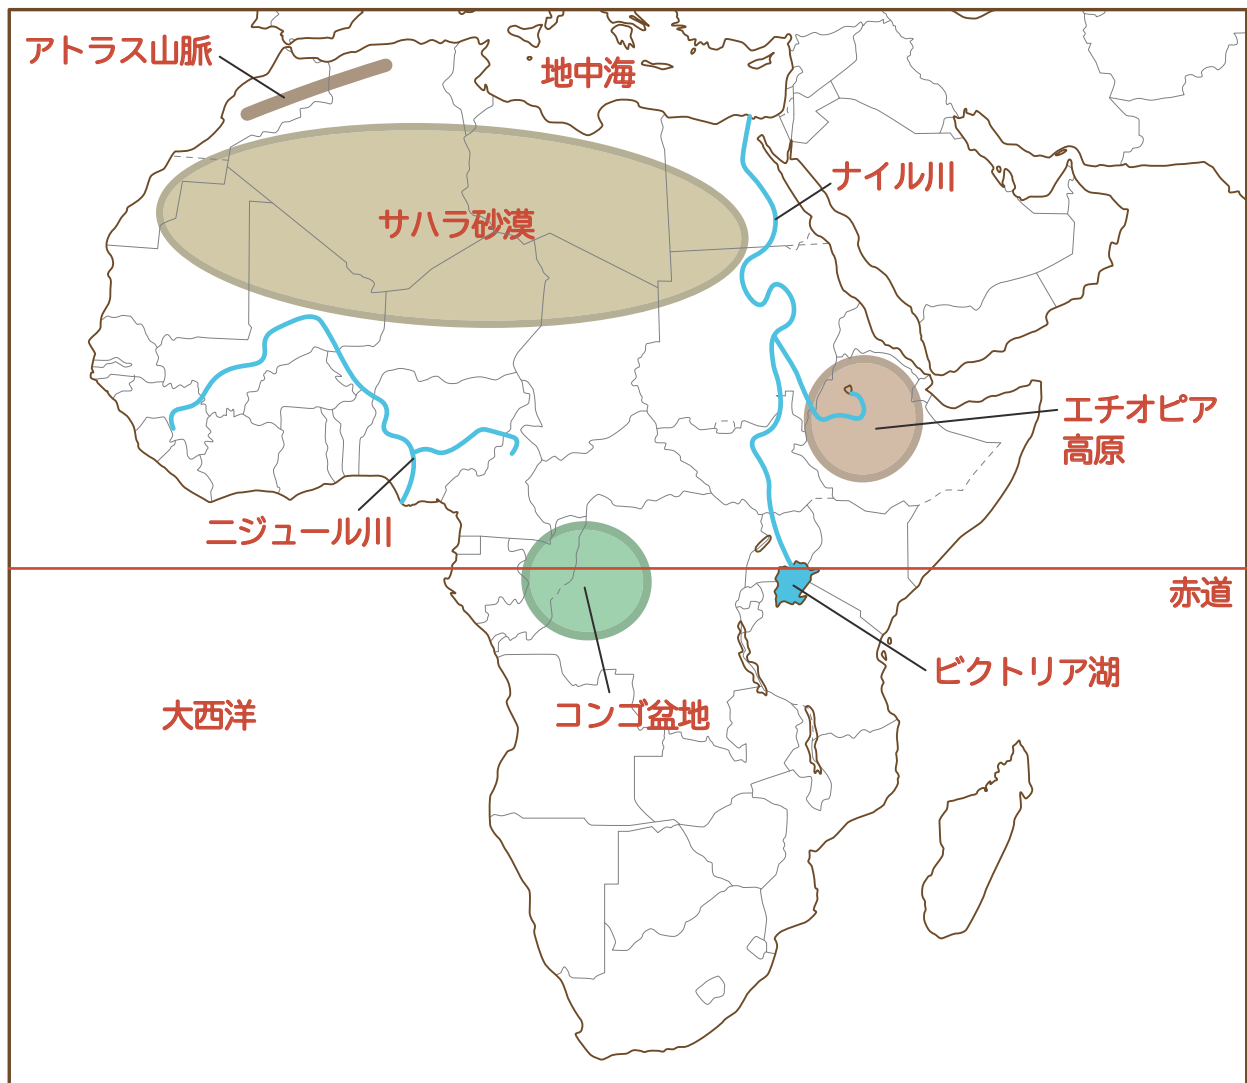 アトラス山脈
地中海
ナイル川
サハラ砂漠
エチオピア
高原
ニジェール川
赤道
ビクトリア湖
大西洋
コンゴ盆地